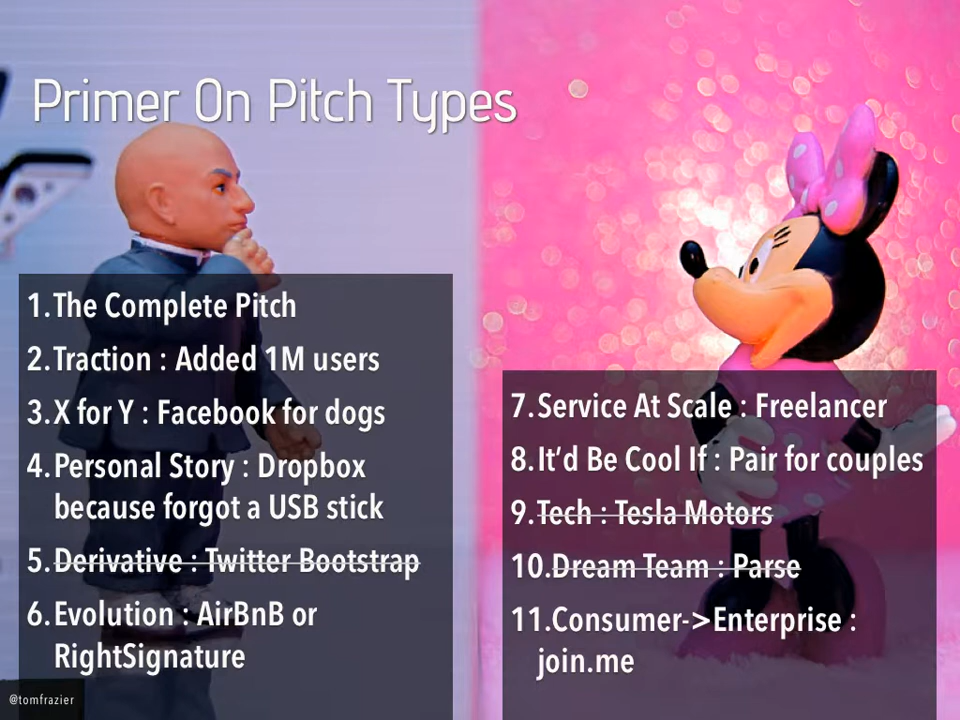 Primer On Pitch Types
1.The Complete Pitch
2.Traction : Added 1M users
3.X for Y : Facebook for dogs
4.Personal Story : Dropbox
because forgot a USB stick
5.Derivative : Twitter Bootstrap
6.Evolution : AirBnB or
RightSignature
7.Service At Scale : Freelancer
8.It’d Be Cool If : Pair for couples
9.Tech : Tesla Motors
10.Dream Team : Parse
11.Consumer->Enterprise :
join.me
@tomfrazier